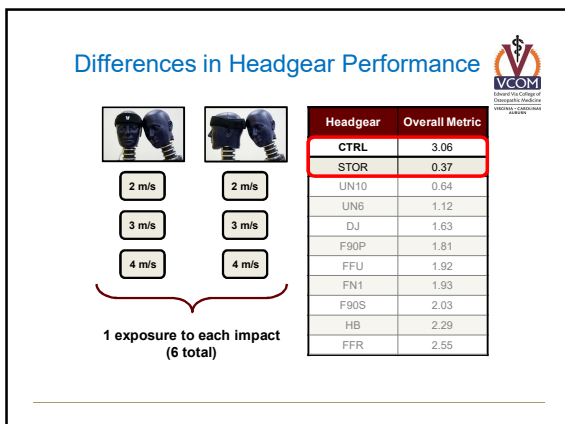 Differences in Headgear Performance
VCOM
Edward Via College of
Osteopathic Medicine
VIRGINIA • CAROLINAS
AUBURN
2 m/s 2 m/s
3 m/s 3 m/s
4 m/s 4 m/s
1 exposure to each impact
(6 total)
Headgear Overall Metric
CTRL 3.06
STOR 0.37
UN10 0.64
UN6 1.12
DJ 1.63
F90P 1.81
FFU 1.92
FN1 1.93
F90S 2.03
HB 2.29
FFR 2.55